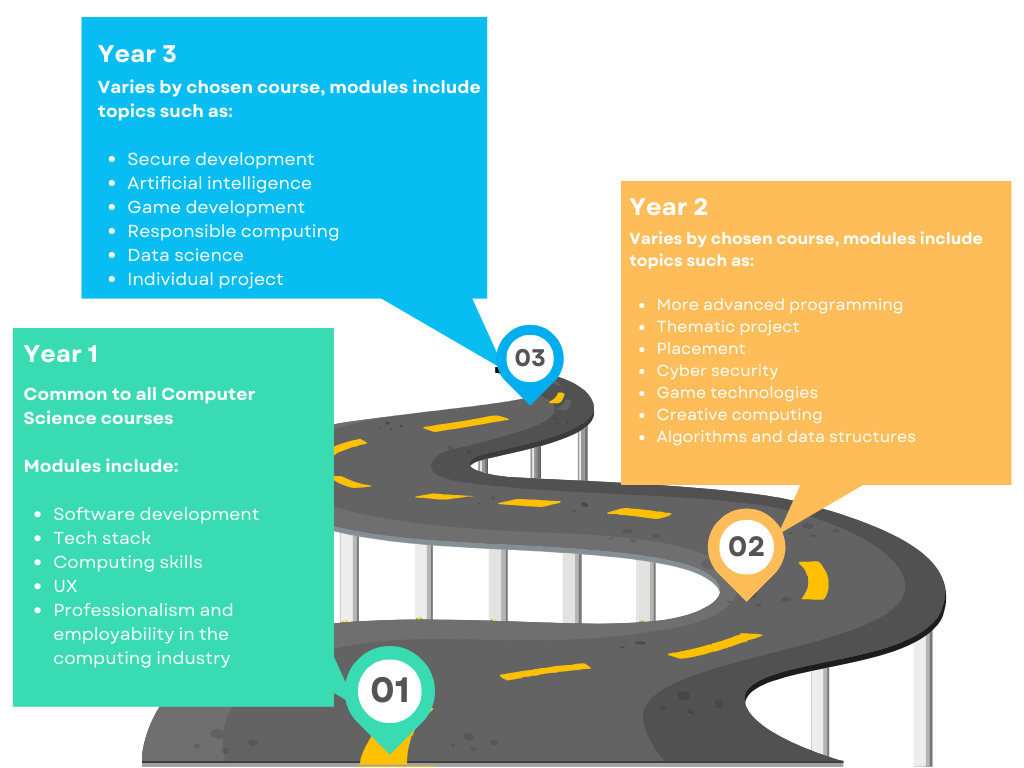 Year 3
Varies by chosen course, modules include
topics such as:
• Secure development
• Artificial intelligence
• Game development
• Responsible computing
• Data science
• Individual project
Year 2
Varies by chosen course, modules include
topics such as:
• More advanced programming
• Thematic project
• Placement
• Cyber security
• Game technologies
• Creative computing
• Algorithms and data structures
Year 1
Common to all Computer
Science courses
Modules include:
• Software development
• Tech stack
• Computing skills
• UX
• Professionalism and
employability in the
computing industry
03
02
01